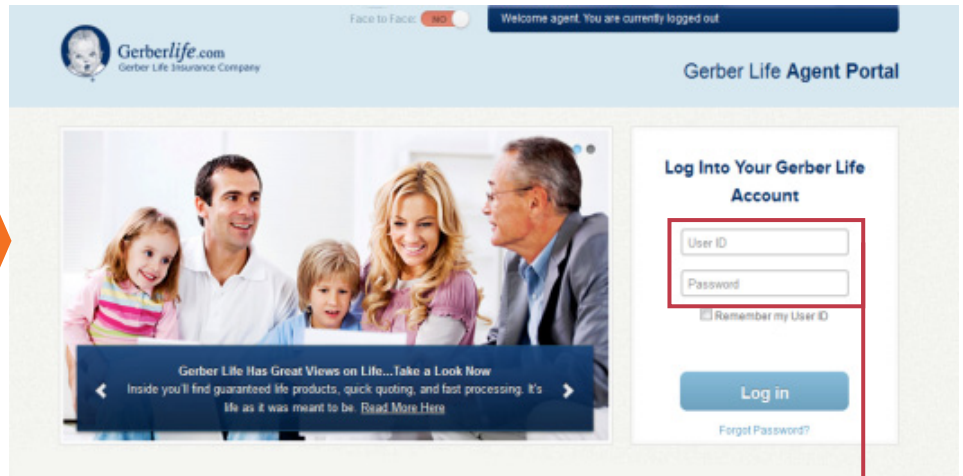 Face to Face: NO
Welcome agent. You are currently logged out
Gerberlife.com
Gerber Life Insurance Company
Gerber Life Agent Portal
Log Into Your Gerber Life
Account
User ID
Password
Remember my User ID
Gerber Life Has Great Views on Life...Take a Look Now
Inside you'll find guaranteed life products, quick quoting, and fast processing. It's
life as it was meant to be. Read More Here
Log in
Forgot Password?